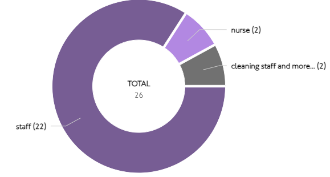 nurse (2)
cleaning staff and more... (2)
TOTAL
26
staff (22)